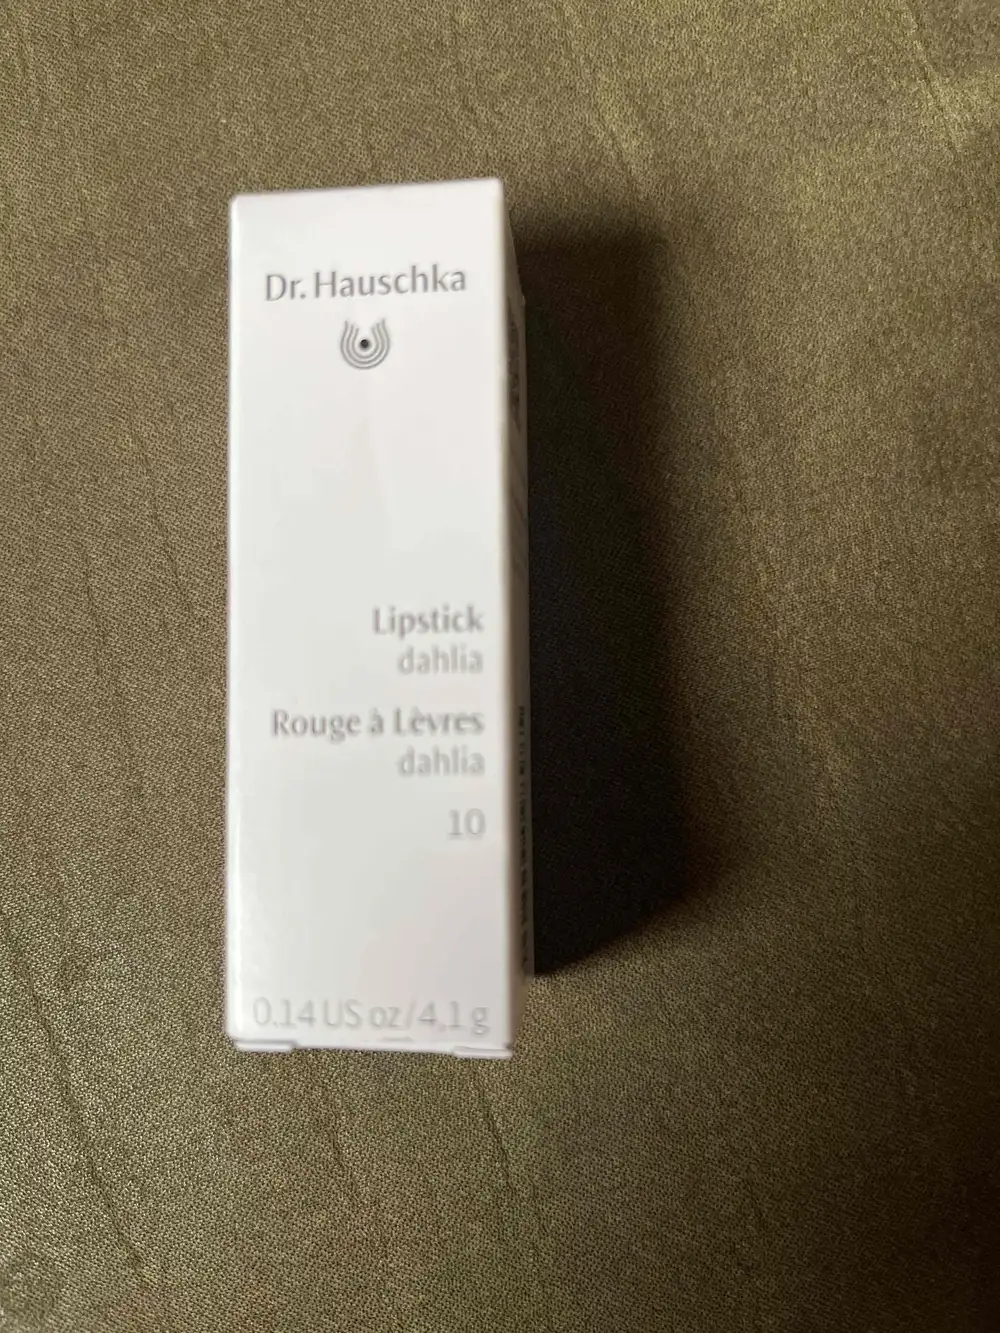 Dr. Hauschka
Lipstick
dahlia
Rouge à Lèvres
dahlia
10
0.14 US oz/4,1 g